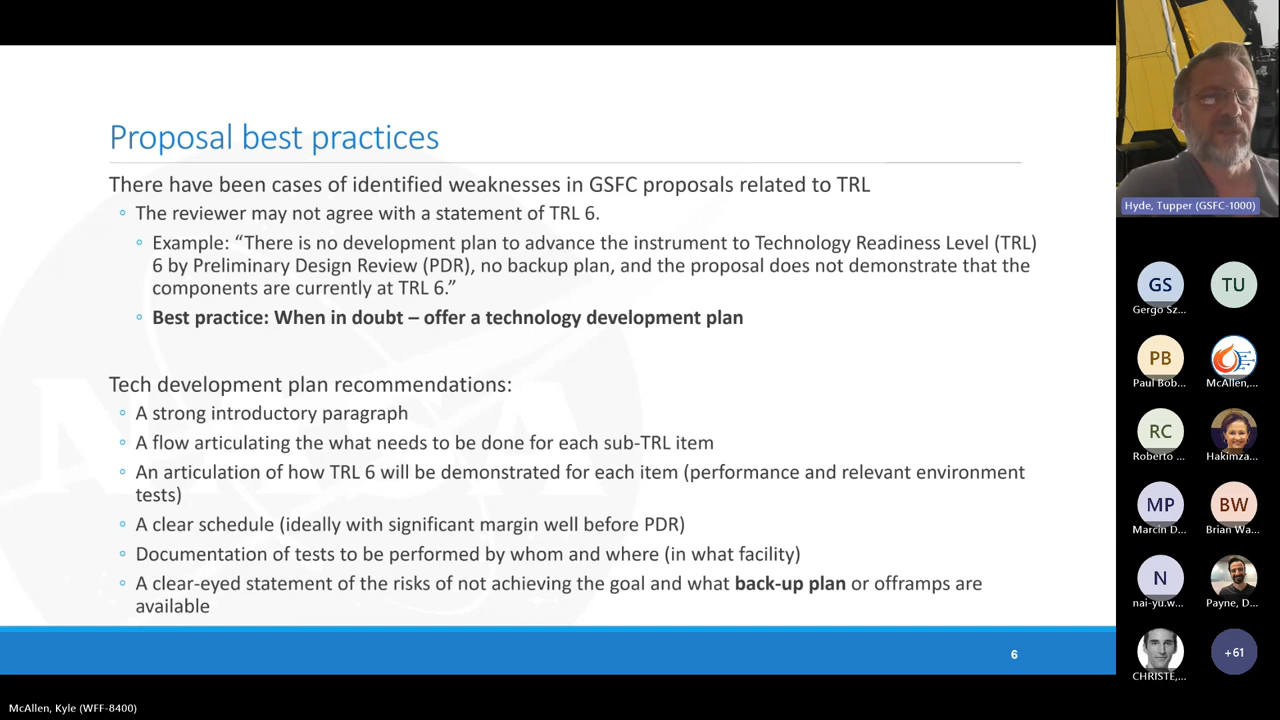 Proposal best practices
There have been cases of identified weaknesses in GSFC proposals related to TRL
The reviewer may not agree with a statement of TRL 6.
Example: “There is no development plan to advance the instrument to Technology Readiness Level (TRL)
6 by Preliminary Design Review (PDR), no backup plan, and the proposal does not demonstrate that the
components are currently at TRL 6.”
Best practice: When in doubt – offer a technology development plan
Tech development plan recommendations:
A strong introductory paragraph
A flow articulating the what needs to be done for each sub-TRL item
An articulation of how TRL 6 will be demonstrated for each item (performance and relevant environment
tests)
A clear schedule (ideally with significant margin well before PDR)
Documentation of tests to be performed by whom and where (in what facility)
A clear-eyed statement of the risks of not achieving the goal and what back-up plan or offramps are
available
6
Hyde, Tupper (GSFC-1000)
GS
Gergo Sz...
TU
PB
Paul Bob...
McAllen,...
RC
Roberto ...
Hakimza...
MP
Marcin D...
BW
Brian Wa...
N
nai-yu.w...
Payne, D...
CHRISTE,...
+61
McAllen, Kyle (WFF-8400)